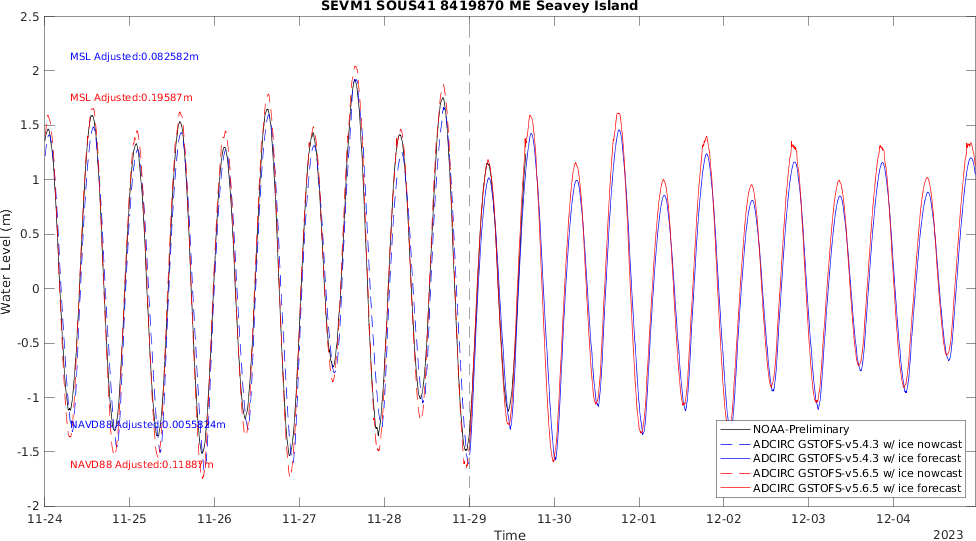 SEVM1 SOUS41 8419870 ME Seavey Island
2.5
2
1.5
1
0.5
0
-0.5
-1
-1.5
-2
Water Level (m)
MSL Adjusted:0.082582m
MSL Adjusted:0.19587m
NAVD88 Adjusted:0.0055824m
NAVD88 Adjusted:0.11887m
NOAA-Preliminary
ADCIRC GSTOFS-v5.4.3 w/ ice nowcast
ADCIRC GSTOFS-v5.4.3 w/ ice forecast
ADCIRC GSTOFS-v5.6.5 w/ ice nowcast
ADCIRC GSTOFS-v5.6.5 w/ ice forecast
11-24 11-25 11-26 11-27 11-28 11-29 11-30 12-01 12-02 12-03 12-04
Time
2023